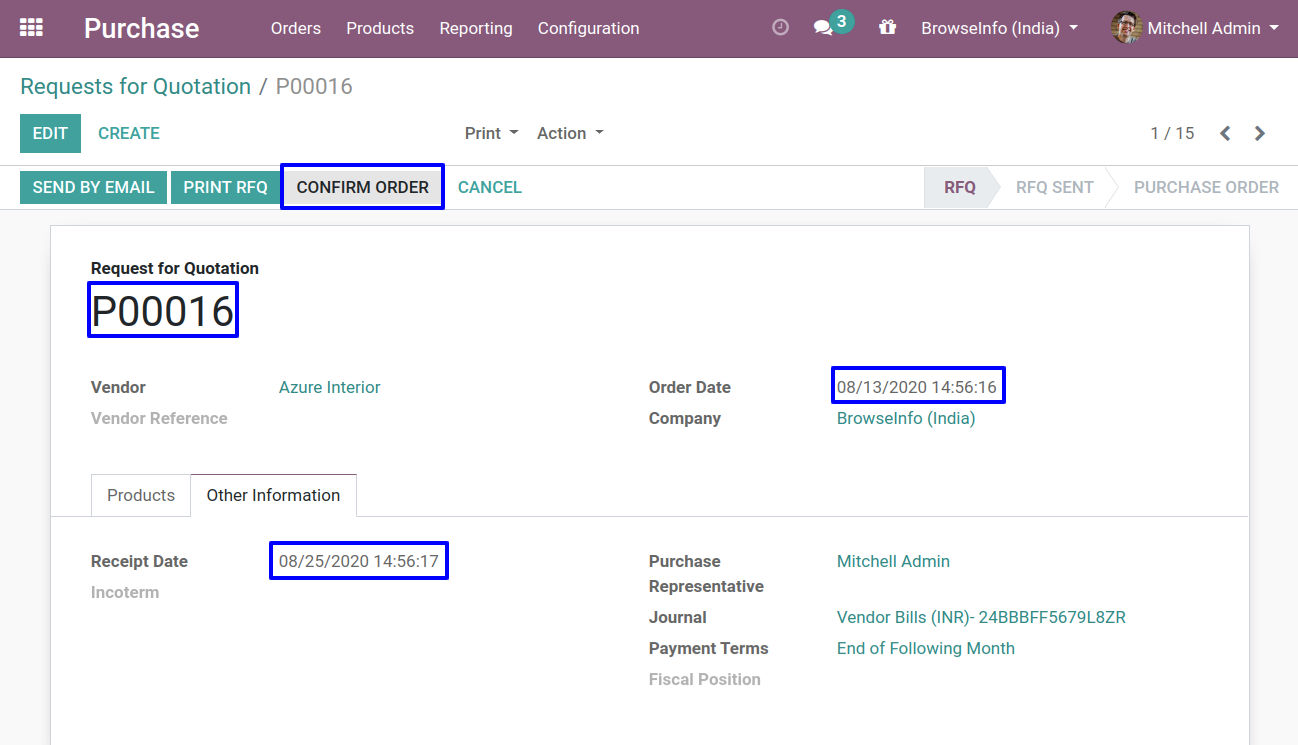 Purchase Orders Products Reporting Configuration 3 BrowseInfo (India) Mitchell Admin
Requests for Quotation / P00016
EDIT CREATE Print Action 1 / 15
SEND BY EMAIL PRINT RFQ CONFIRM ORDER CANCEL RFQ RFQ SENT PURCHASE ORDER
Request for Quotation
P00016
Vendor Azure Interior Order Date 08/13/2020 14:56:16
Vendor Reference Company BrowseInfo (India)
Products Other Information
Receipt Date 08/25/2020 14:56:17 Purchase Mitchell Admin
Representative
Incoterm
Journal Vendor Bills (INR)- 24BBBFF5679L8ZR
Payment Terms End of Following Month
Fiscal Position